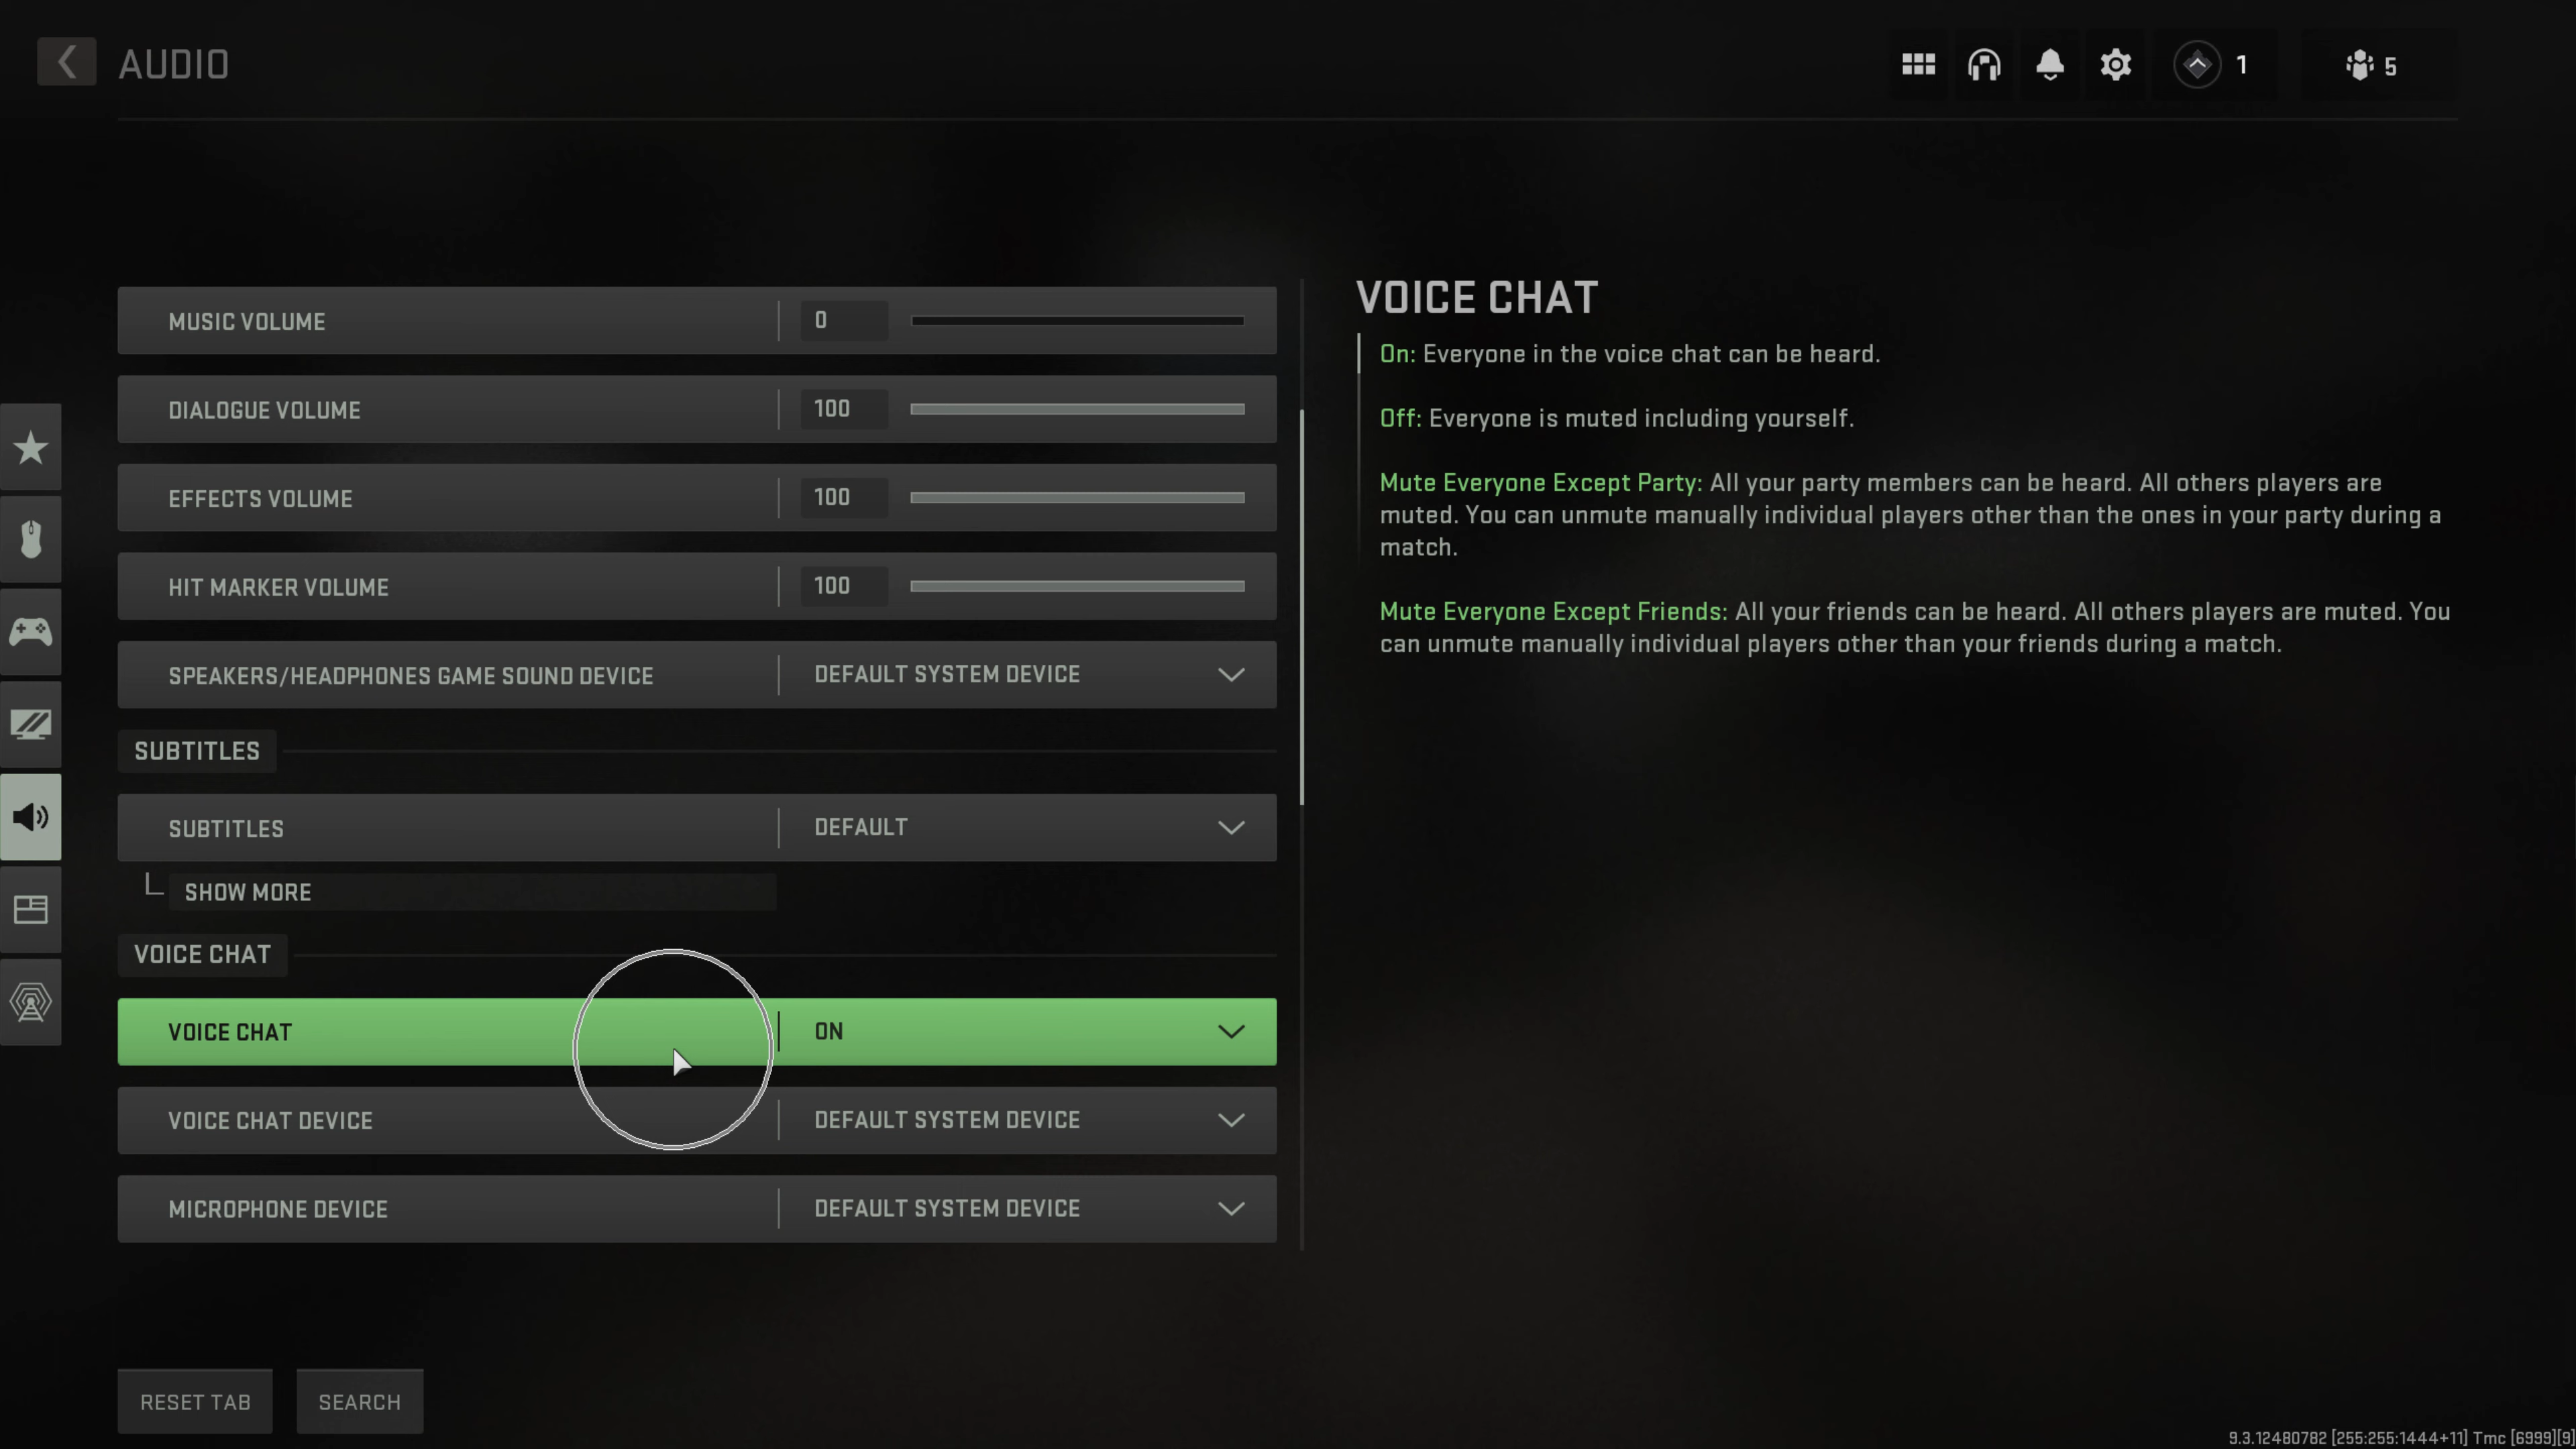 AUDIO
1
5
MUSIC VOLUME
0
DIALOGUE VOLUME
100
EFFECTS VOLUME
100
HIT MARKER VOLUME
100
SPEAKERS/HEADPHONES GAME SOUND DEVICE
DEFAULT SYSTEM DEVICE
SUBTITLES
SUBTITLES
DEFAULT
SHOW MORE
VOICE CHAT
VOICE CHAT
ON
VOICE CHAT DEVICE
DEFAULT SYSTEM DEVICE
MICROPHONE DEVICE
DEFAULT SYSTEM DEVICE
VOICE CHAT
On: Everyone in the voice chat can be heard.
Off: Everyone is muted including yourself.
Mute Everyone Except Party: All your party members can be heard. All others players are
muted. You can unmute manually individual players other than the ones in your party during a
match.
Mute Everyone Except Friends: All your friends can be heard. All others players are muted. You
can unmute manually individual players other than your friends during a match.
RESET TAB
SEARCH
9.3.12480782 [255:255:1444+11] Tmc [6999][9]